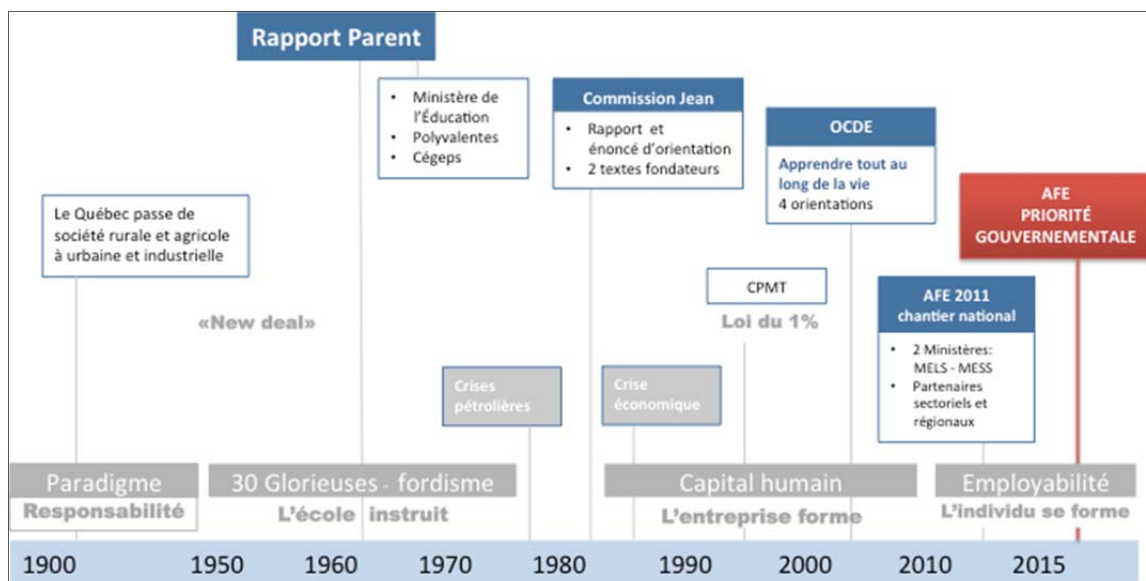 Rapport Parent
• Ministère de
l'Éducation
• Polyvalentes
• Cégeps
Commission Jean
• Rapport et
énoncé d'orientation
• 2 textes fondateurs
OCDE
Apprendre tout au
long de la vie
4 orientations
AFE
PRIORITÉ
GOUVERNEMENTALE
Le Québec passe de
société rurale et agricole
à urbaine et industrielle
«New deal»
CPMT
Loi du 1%
AFE 2011
chantier national
• 2 Ministères:
MELS - MESS
• Partenaires
sectoriels et
régionaux
Crises
pétrolières
Crise
économique
Paradigme
Responsabilité
30 Glorieuses - fordisme
L'école instruit
Capital humain
L'entreprise forme
Employabilité
L'individu se forme
1900 1950 1960 1970 1980 1990 2000 2010 2015